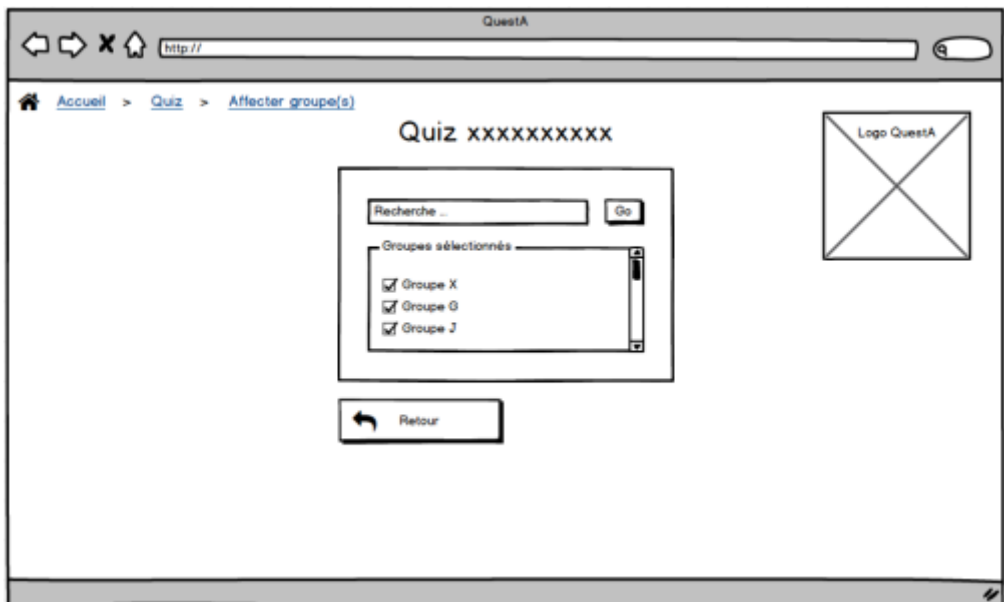 QuestA
http://
Accueil > Quiz > Affecter groupe(s)
Quiz xxxxxxxxxx
Logo QuestA
Recherche ...
Go
Groupes sélectionnés
Groupe X
Groupe G
Groupe J
Retour